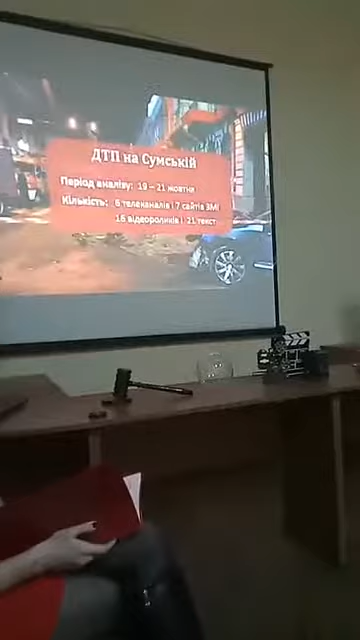 ДТП на Сумській
Період аналізу: 19 – 21 жовтня
Кількість: 6 телеканалів і 7 сайтів ЗМІ
16 відеороликів і 21 текст